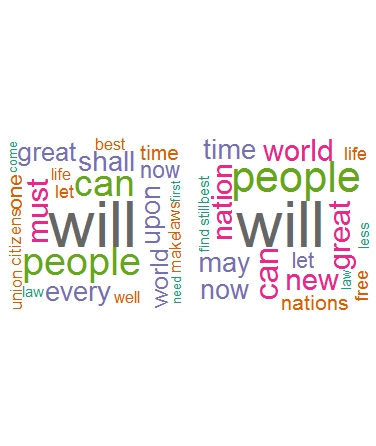 come
great
best
shall
time
now
life
let
can
must
one
citizens
union
will
upon
first
laws
make
need
world
people
law
every
well
time
world
life
people
nation
best
still
find
will
great
less
may
can
let
new
law
free
now
nations